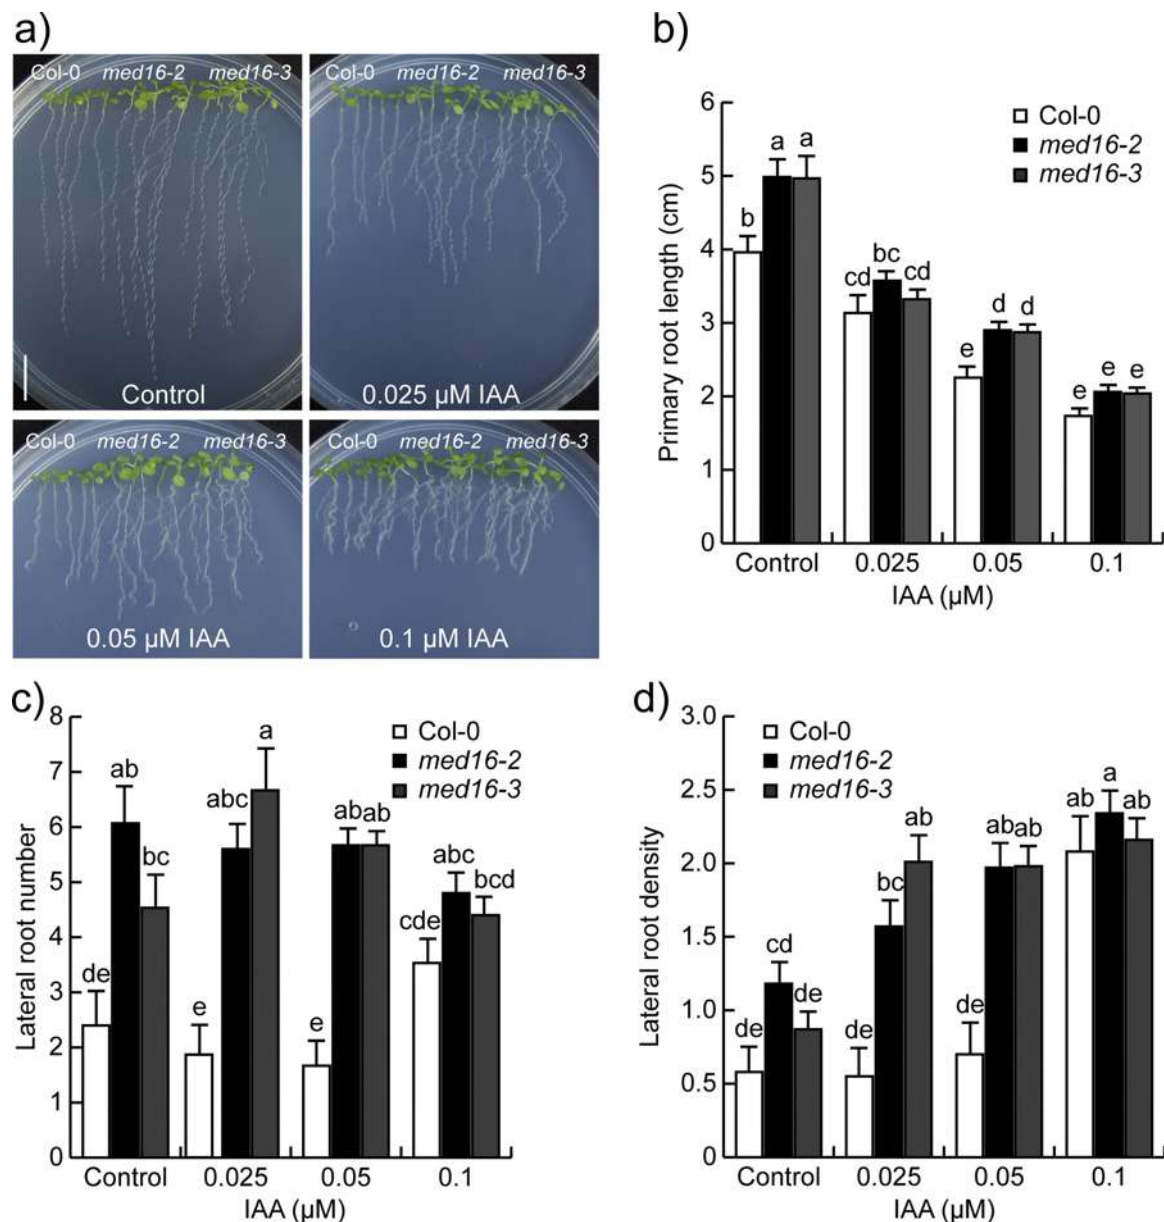 a)
Col-0 med16-2 med16-3
Control
Col-0 med16-2 med16-3
0.025 µM IAA
Col-0 med16-2 med16-3
0.05 µM IAA
Col-0 med16-2 med16-3
0.1 µM IAA
b)
Col-0
med16-2
med16-3
Primary root length (cm)
6
5
4
3
2
1
0
b a a
cd bc cd
e d d
e e e
Control 0.025 0.05 0.1
IAA (µM)
c)
Col-0
med16-2
med16-3
Lateral root number
8
7
6
5
4
3
2
1
0
de ab bc
e abc a
e ab ab
cde abc bcd
Control 0.025 0.05 0.1
IAA (µM)
d)
Col-0
med16-2
med16-3
Lateral root density
3.0
2.5
2.0
1.5
1.0
0.5
0
de cd de
de bc ab
de ab ab
ab a ab
Control 0.025 0.05 0.1
IAA (µM)